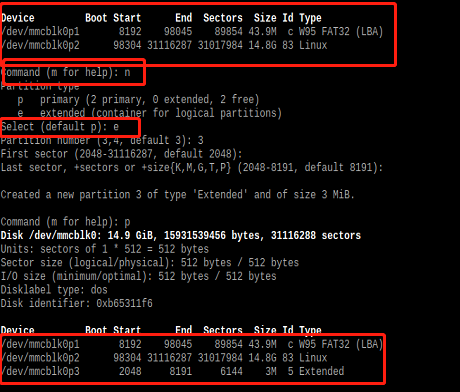 Device Boot Start End Sectors Size Id Type
/dev/mmcblk0p1 8192 98045 89854 43.9M c W95 FAT32 (LBA)
/dev/mmcblk0p2 98304 31116287 31017984 14.8G 83 Linux
Command (m for help): n
Partition type
p primary (2 primary, 0 extended, 2 free)
e extended (container for logical partitions)
Select (default p): e
Partition number (3,4, default 3): 3
First sector (2048-31116287, default 2048):
Last sector, +sectors or +size{K,M,G,T,P} (2048-8191, default 8191):
Created a new partition 3 of type 'Extended' and of size 3 MiB.
Command (m for help): p
Disk /dev/mmcblk0: 14.9 GiB, 15931539456 bytes, 31116288 sectors
Units: sectors of 1 * 512 = 512 bytes
Sector size (logical/physical): 512 bytes / 512 bytes
I/O size (minimum/optimal): 512 bytes / 512 bytes
Disklabel type: dos
Disk identifier: 0xb65311f6
Device Boot Start End Sectors Size Id Type
/dev/mmcblk0p1 8192 98045 89854 43.9M c W95 FAT32 (LBA)
/dev/mmcblk0p2 98304 31116287 31017984 14.8G 83 Linux
/dev/mmcblk0p3 2048 8191 6144 3M 5 Extended